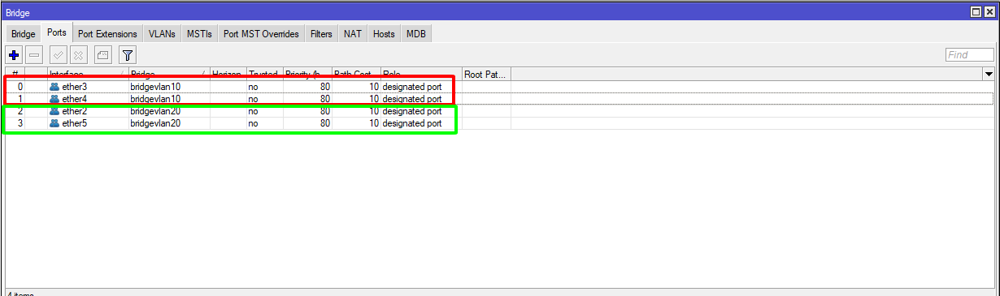 Bridge
Bridge Ports Port Extensions VLANs MSTIs Port MST Overrides Filters NAT Hosts MDB
Find
# Interface Bridge Horizon Trusted Priority (h... Path Cost Role Root Pat...
0 ether3 bridgevlan10 no 80 10 designated port
1 ether4 bridgevlan10 no 80 10 designated port
2 ether2 bridgevlan20 no 80 10 designated port
3 ether5 bridgevlan20 no 80 10 designated port
4 items